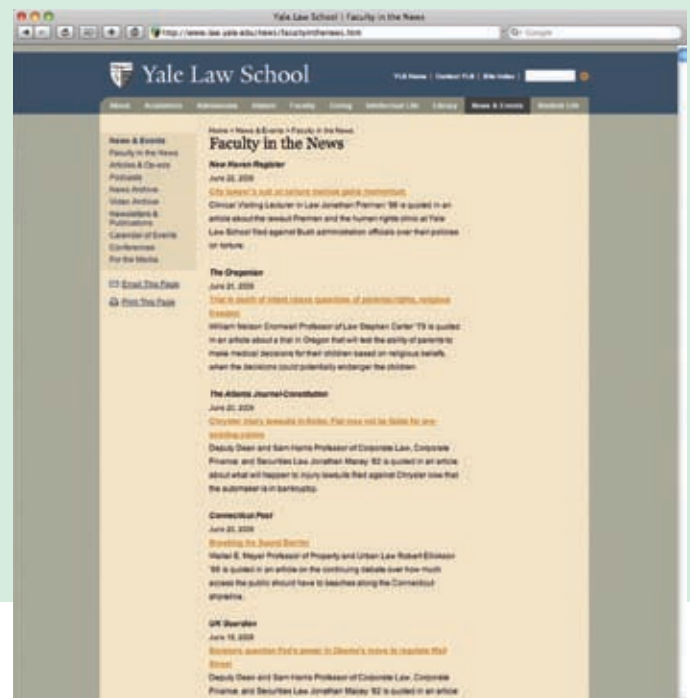 Yale Law School | Faculty in the News
http://www.law.yale.edu/news/facultyinthenews.htm
Google
Yale Law School
YLS Home | Contact YLS | Site Index |
About Academics Admissions Faculty Giving Intellectual Life Library News & Events Student Life
Home > News & Events > Faculty in the News
News & Events
Faculty in the News
Articles & Op-eds
Podcasts
News Archive
Video Archive
Newsletters &
Publications
Calendar of Events
Conferences
For the Media
Email This Page
Print This Page
Faculty in the News
New Haven Register
June 22, 2009
City lawyer's suit on torture memos gains momentum
Clinical Visiting Lecturer in Law Jonathan Freiman '98 is quoted in an
article about the lawsuit Freiman and the human rights clinic at Yale
Law School filed against Bush administration officials over their policies
on torture.
The Oregonian
June 21, 2009
Trial in death of infant raises questions of parental rights, religious
freedom
William Nelson Cromwell Professor of Law Stephen Carter '79 is quoted
in an article about a trial in Oregon that will test the ability of parents to
make medical decisions for their children based on religious beliefs,
when the decisions could potentially endanger the children.
The Atlanta Journal-Constitution
June 20, 2009
Chrysler injury lawsuits in limbo; Fiat may not be liable for pre-
existing claims
Deputy Dean and Sam Harris Professor of Corporate Law, Corporate
Finance, and Securities Law Jonathan Macey '82 is quoted in an article
about what will happen to injury lawsuits filed against Chrysler now that
the automaker is in bankruptcy.
Connecticut Post
June 20, 2009
Breaking the Sound Barrier
Walter E. Meyer Professor of Property and Urban Law Robert Ellickson
'66 is quoted in an article on the continuing debate over how much
access the public should have to beaches along the Connecticut
shoreline.
UK Guardian
June 18, 2009
Bankers question Fed's power in Obama's move to regulate Wall
Street
Deputy Dean and Sam Harris Professor of Corporate Law, Corporate
Finance, and Securities Law Jonathan Macey '82 is quoted in an article